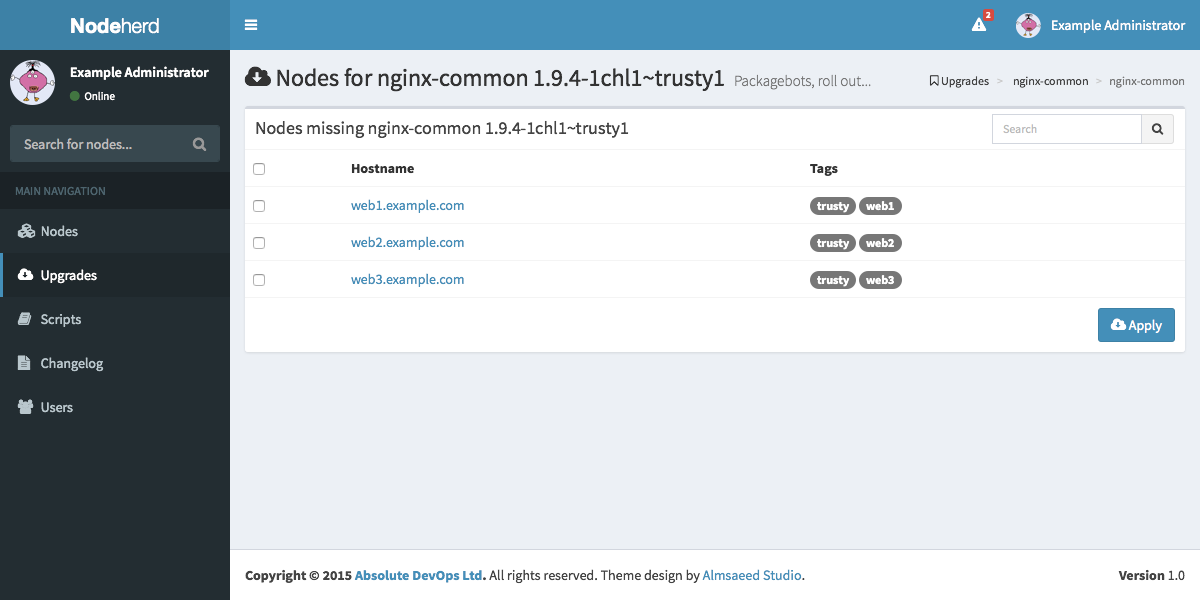 Nodeherd
2
Example Administrator
Example Administrator
Online
Search for nodes...
MAIN NAVIGATION
Nodes
Upgrades
Scripts
Changelog
Users
Nodes for nginx-common 1.9.4-1chl1~trusty1 Packagebots, roll out...
Upgrades > nginx-common > nginx-common
Nodes missing nginx-common 1.9.4-1chl1~trusty1
Search
Hostname Tags
web1.example.com trusty web1
web2.example.com trusty web2
web3.example.com trusty web3
Apply
Copyright © 2015 Absolute DevOps Ltd. All rights reserved. Theme design by Almsaeed Studio.
Version 1.0